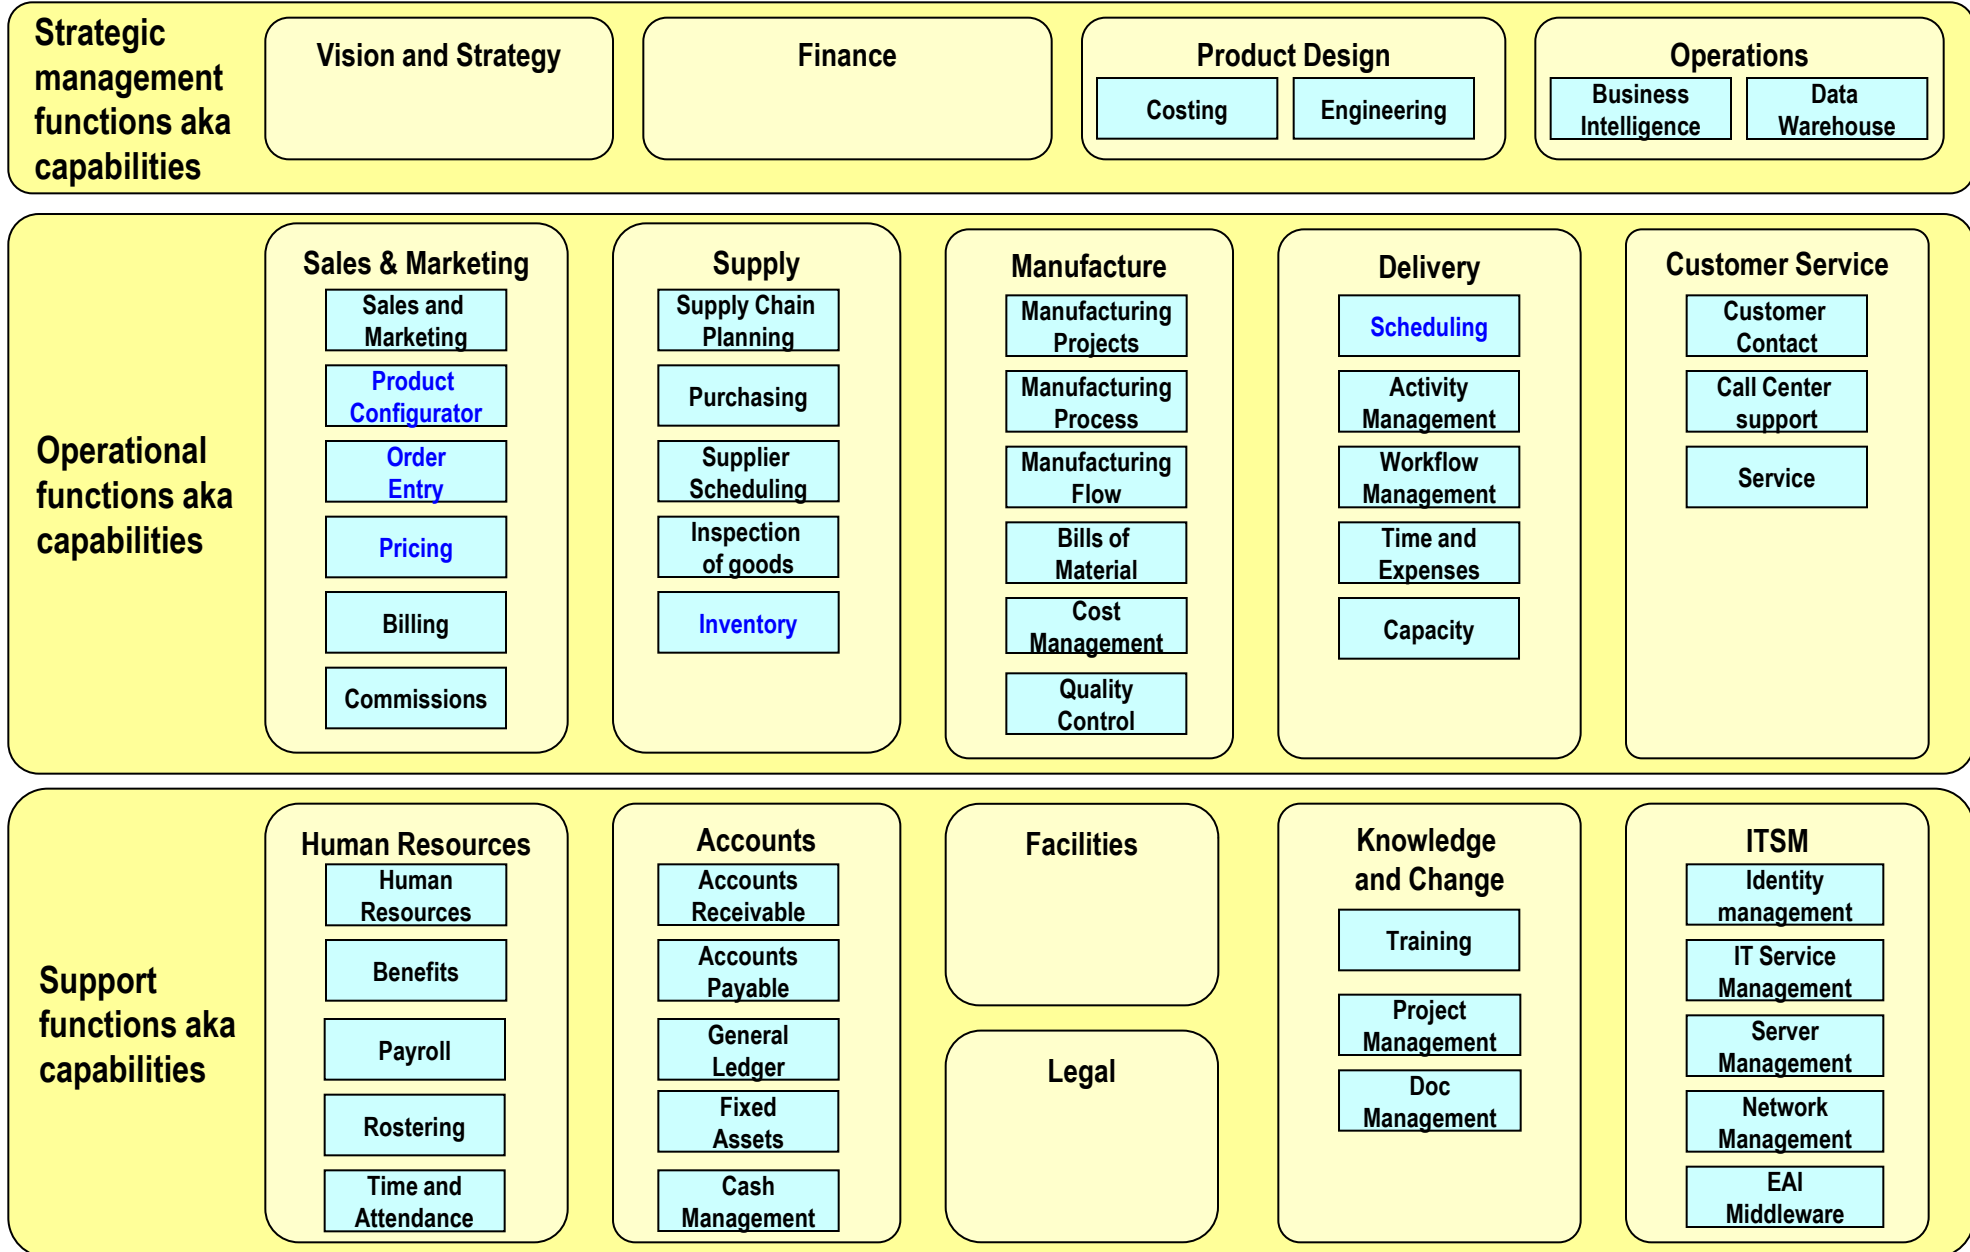 Strategic
management
functions aka
capabilities
Vision and Strategy
Finance
Product Design
Costing
Engineering
Operations
Business
Intelligence
Data
Warehouse
Operational
functions aka
capabilities
Sales & Marketing
Sales and
Marketing
Product
Configurator
Order
Entry
Pricing
Billing
Commissions
Supply
Supply Chain
Planning
Purchasing
Supplier
Scheduling
Inspection
of goods
Inventory
Manufacture
Manufacturing
Projects
Manufacturing
Process
Manufacturing
Flow
Bills of
Material
Cost
Management
Quality
Control
Delivery
Scheduling
Activity
Management
Workflow
Management
Time and
Expenses
Capacity
Customer Service
Customer
Contact
Call Center
support
Service
Support
functions aka
capabilities
Human Resources
Human
Resources
Benefits
Payroll
Rostering
Time and
Attendance
Accounts
Accounts
Receivable
Accounts
Payable
General
Ledger
Fixed
Assets
Cash
Management
Facilities
Legal
Knowledge
and Change
Training
Project
Management
Doc
Management
ITSM
Identity
management
IT Service
Management
Server
Management
Network
Management
EAI
Middleware